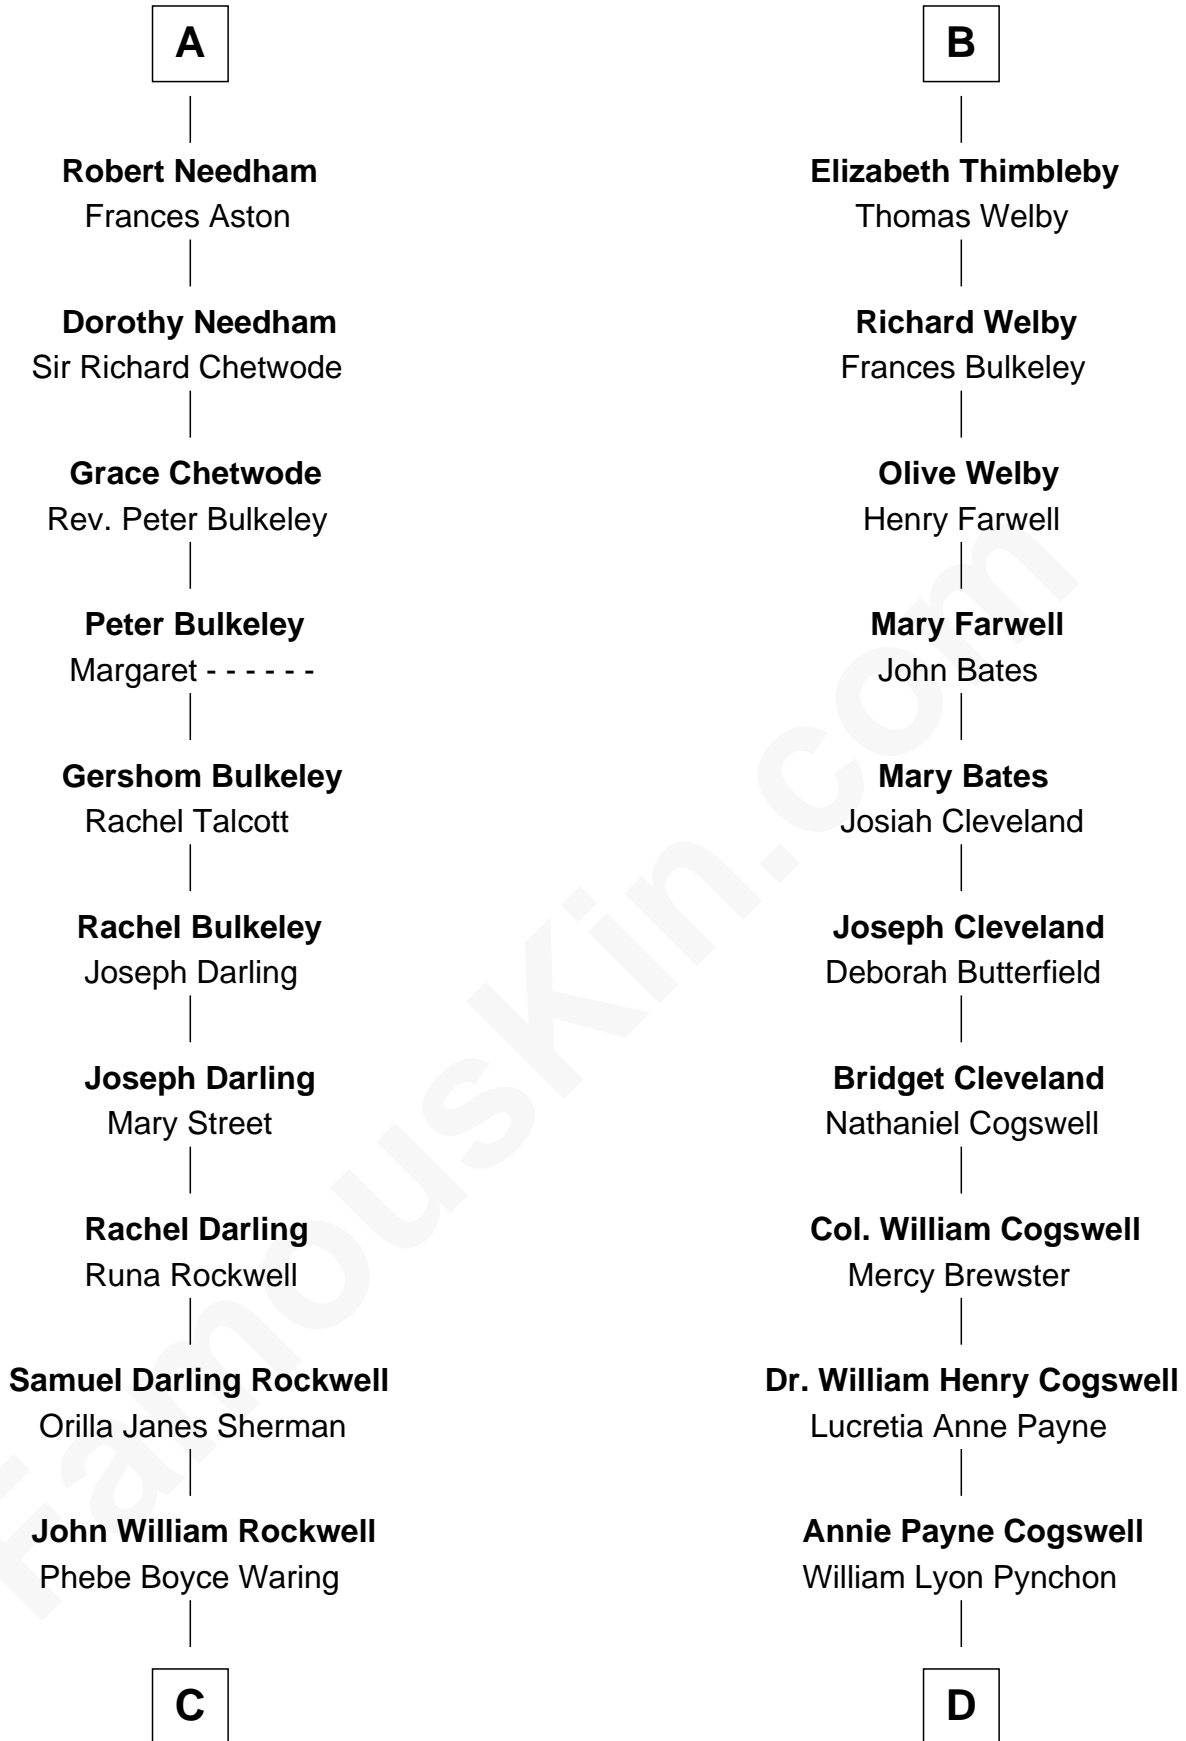 A
Robert Needham
Frances Aston
Dorothy Needham
Sir Richard Chetwode
Grace Chetwode
Rev. Peter Bulkeley
Peter Bulkeley
Margaret - - - - - -
Gershom Bulkeley
Rachel Talcott
Rachel Bulkeley
Joseph Darling
Joseph Darling
Mary Street
Rachel Darling
Runa Rockwell
Samuel Darling Rockwell
Orilla Janes Sherman
John William Rockwell
Phebe Boyce Waring
C
B
Elizabeth Thimbleby
Thomas Welby
Richard Welby
Frances Bulkeley
Olive Welby
Henry Farwell
Mary Farwell
John Bates
Mary Bates
Josiah Cleveland
Joseph Cleveland
Deborah Butterfield
Bridget Cleveland
Nathaniel Cogswell
Col. William Cogswell
Mercy Brewster
Dr. William Henry Cogswell
Lucretia Anne Payne
Annie Payne Cogswell
William Lyon Pynchon
D
FamousKin.com